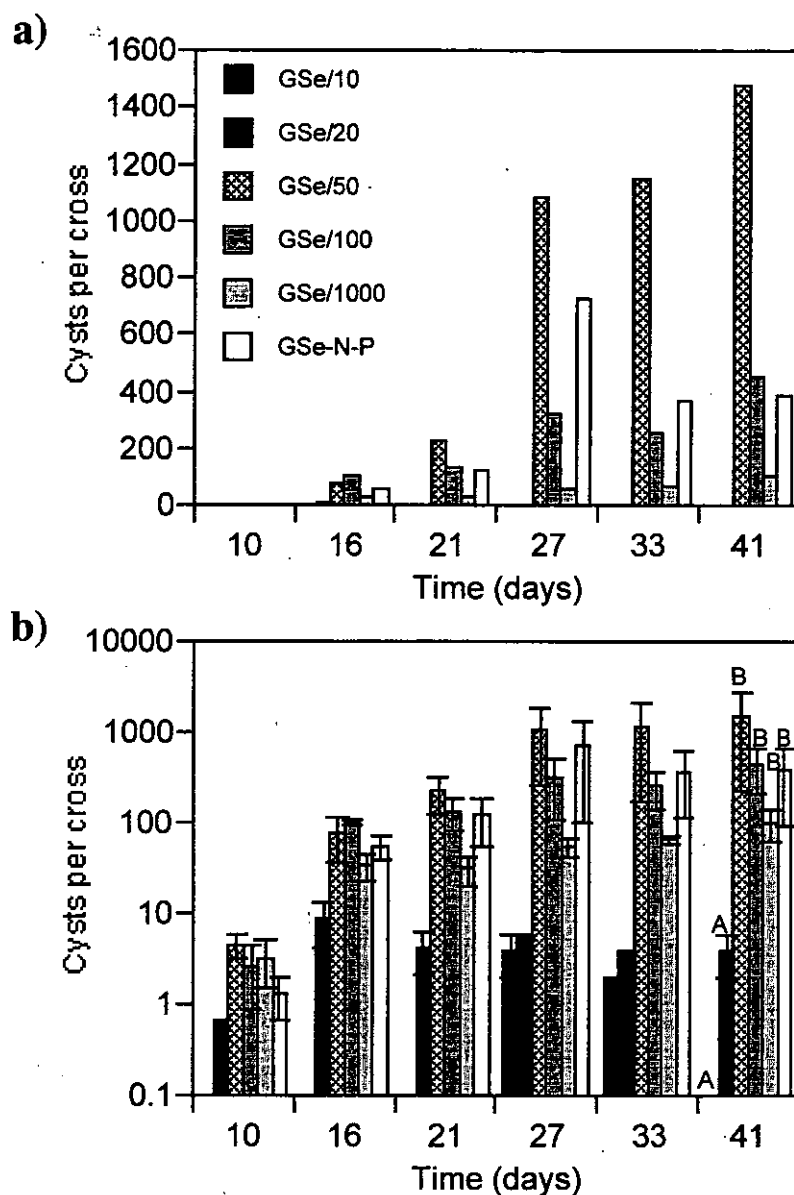 a)
1600
1400
1200
1000
800
600
400
200
0
Cysts per cross
GSe/10
GSe/20
GSe/50
GSe/100
GSe/1000
GSe-N-P
10 16 21 27 33 41
Time (days)
b)
10000
1000
100
10
1
0.1
Cysts per cross
A A B B B B
10 16 21 27 33 41
Time (days)